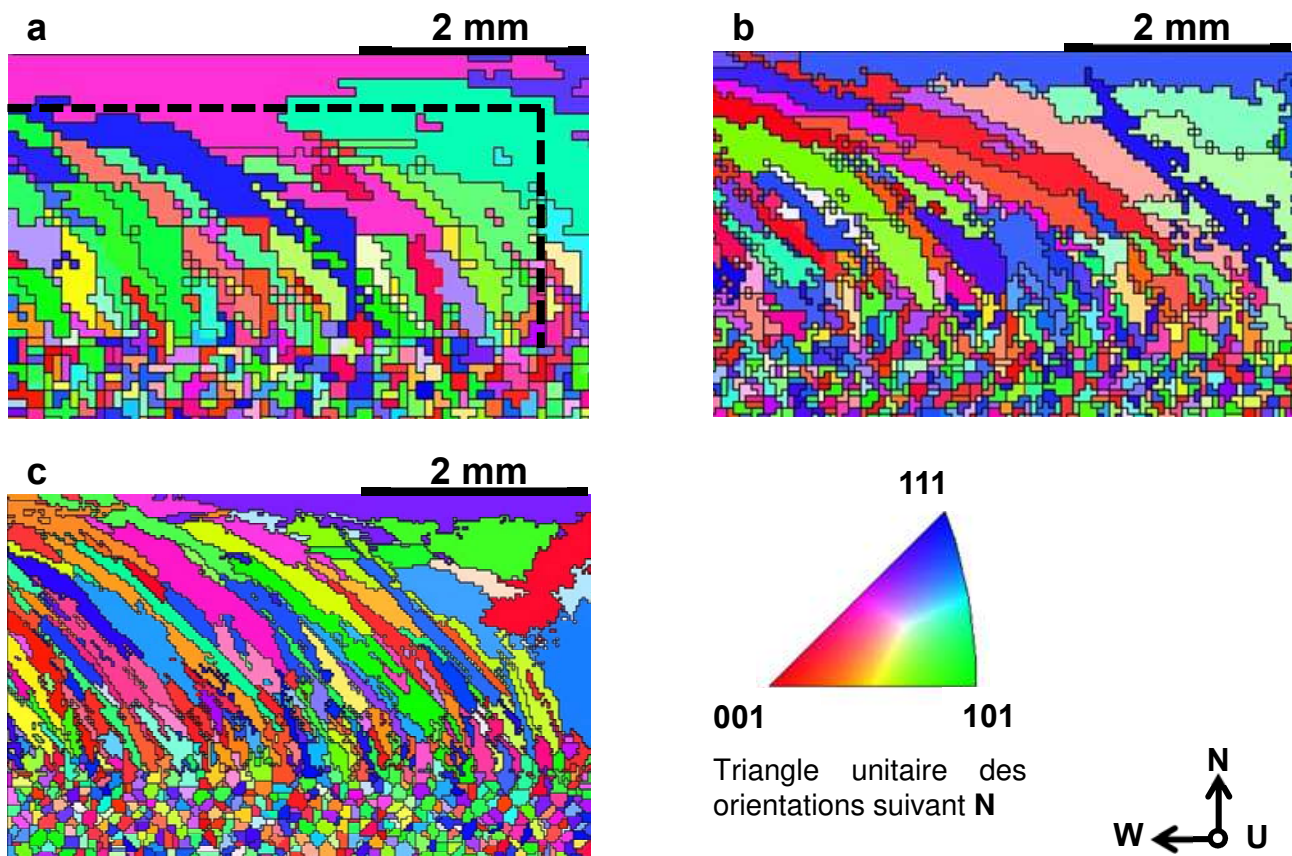 a 2 mm
b 2 mm
c 2 mm
111
001 101
Triangle unitaire des
orientations suivant N
N
W U